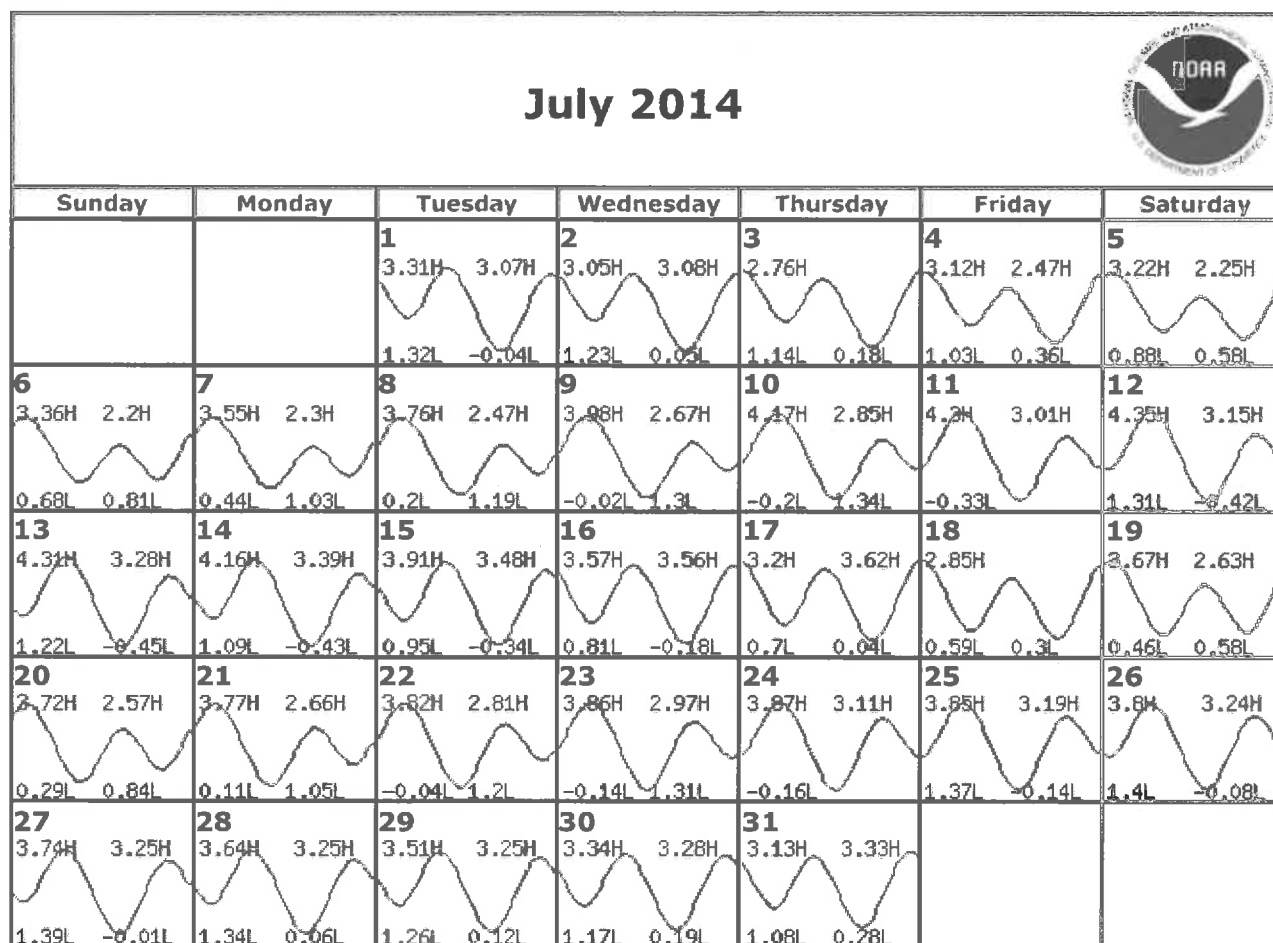 July 2014
NOAA
U.S. DEPARTMENT OF COMMERCE
Sunday Monday Tuesday Wednesday Thursday Friday Saturday
1 2 3 4 5
3.31H 3.07H 3.05H 3.08H 2.76H 3.12H 2.47H 3.22H 2.25H
1.32L -0.04L 1.23L 0.05L 1.14L 0.18L 1.03L 0.36L 0.88L 0.58L
6 7 8 9 10 11 12
3.36H 2.2H 3.55H 2.3H 3.76H 2.47H 3.98H 2.67H 4.17H 2.85H 4.3H 3.01H 4.35H 3.15H
0.68L 0.81L 0.44L 1.03L 0.2L 1.19L -0.02L 1.3L -0.2L 1.34L -0.33L 1.31L -0.42L
13 14 15 16 17 18 19
4.31H 3.28H 4.16H 3.39H 3.91H 3.48H 3.57H 3.56H 3.2H 3.62H 2.85H 3.67H 2.63H
1.22L -0.45L 1.09L -0.43L 0.95L -0.34L 0.81L -0.18L 0.7L 0.04L 0.59L 0.3L 0.46L 0.58L
20 21 22 23 24 25 26
3.72H 2.57H 3.77H 2.66H 3.82H 2.81H 3.86H 2.97H 3.87H 3.11H 3.85H 3.19H 3.8H 3.24H
0.29L 0.84L 0.11L 1.05L -0.04L 1.2L -0.14L 1.31L -0.16L 1.37L -0.14L 1.4L -0.08L
27 28 29 30 31
3.74H 3.25H 3.64H 3.25H 3.51H 3.25H 3.34H 3.28H 3.13H 3.33H
1.39L -0.01L 1.34L 0.06L 1.26L 0.12L 1.17L 0.19L 1.08L 0.28L